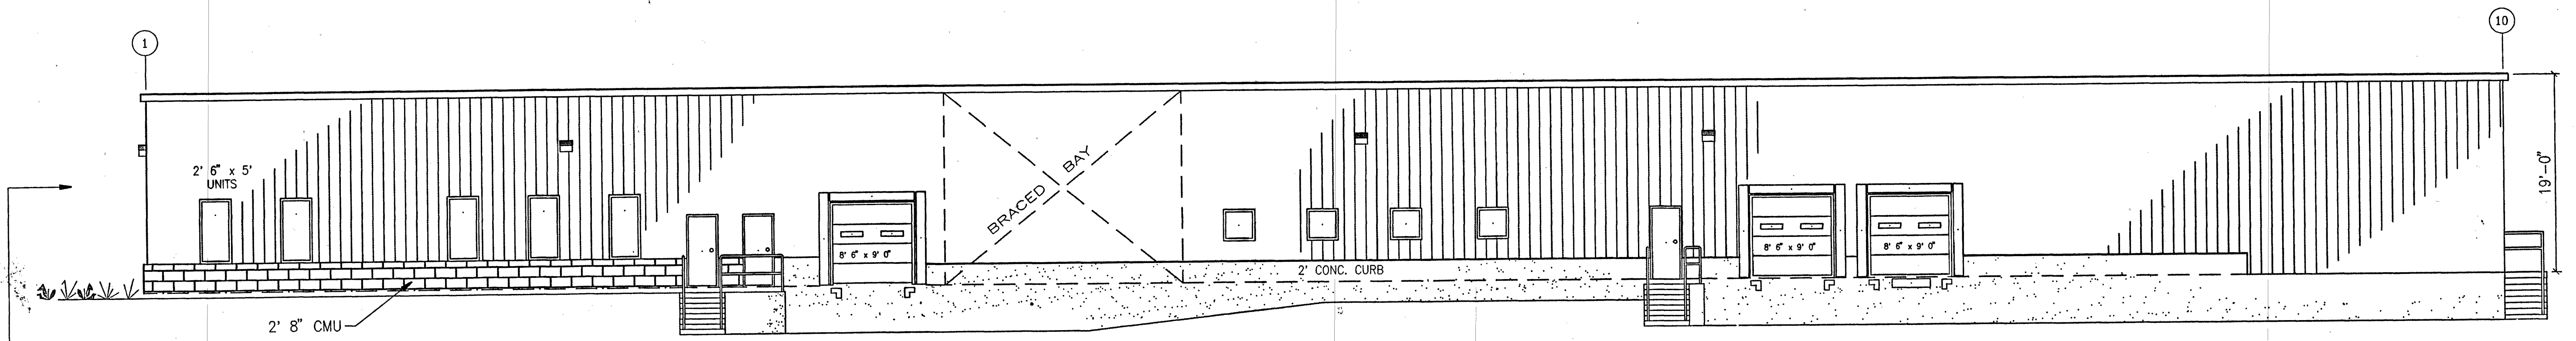 1
10
2' 6" x 5'
UNITS
BRACED BAY
19'-0"
8' 6" x 9' 0"
8' 6" x 9' 0"
8' 6" x 9' 0"
2' CONC. CURB
2' 8" CMU